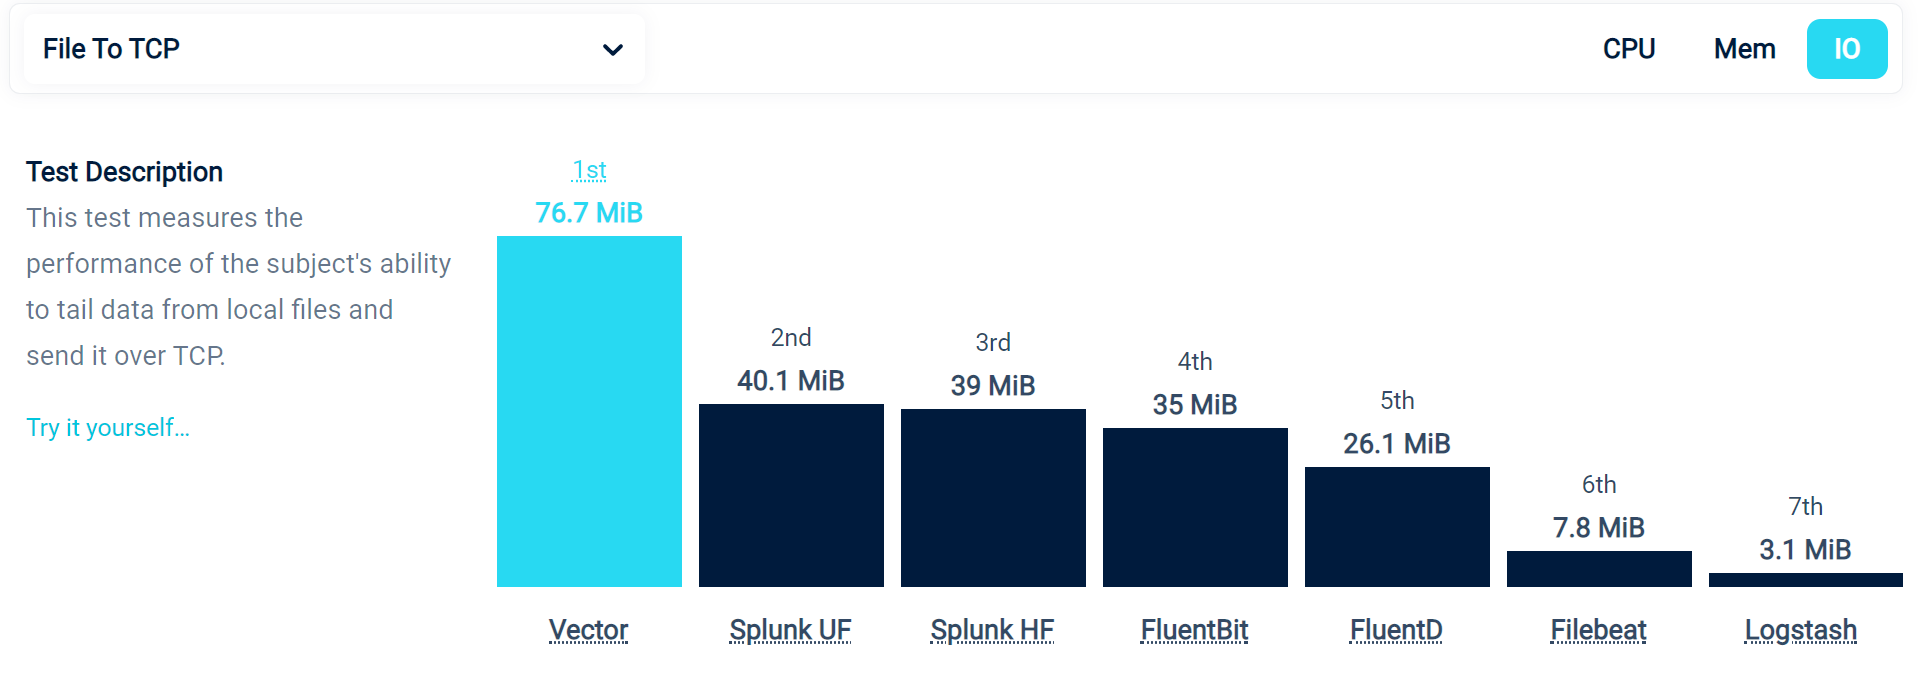 File To TCP
CPU
Mem
IO
Test Description
This test measures the
performance of the subject's ability
to tail data from local files and
send it over TCP.
Try it yourself...
1st
76.7 MiB
2nd
40.1 MiB
3rd
39 MiB
4th
35 MiB
5th
26.1 MiB
6th
7.8 MiB
7th
3.1 MiB
Vector
Splunk UF
Splunk HF
FluentBit
FluentD
Filebeat
Logstash